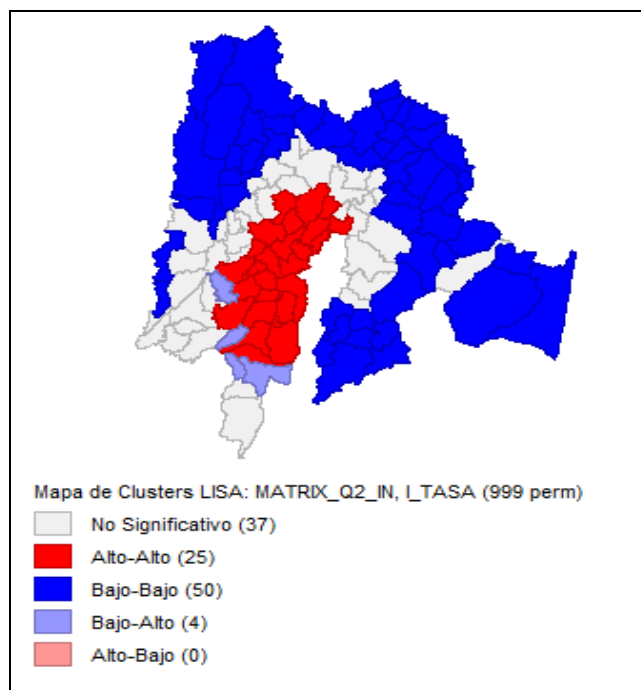 Mapa de Clusters LISA: MATRIX_Q2_IN, I_TASA (999 perm)
No Significativo (37)
Alto-Alto (25)
Bajo-Bajo (50)
Bajo-Alto (4)
Alto-Bajo (0)